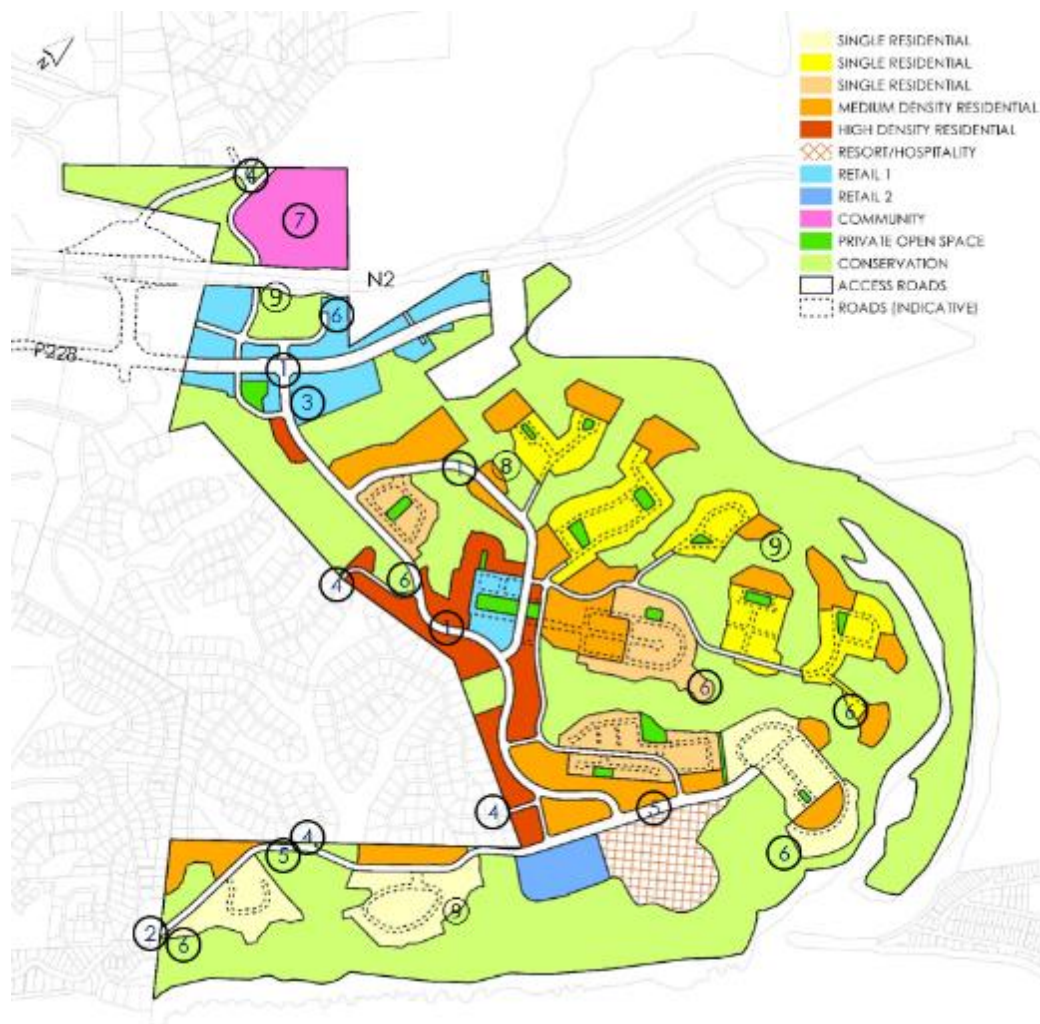 N
SINGLE RESIDENTIAL
SINGLE RESIDENTIAL
SINGLE RESIDENTIAL
MEDIUM DENSITY RESIDENTIAL
HIGH DENSITY RESIDENTIAL
RESORT/HOSPITALITY
RETAIL 1
RETAIL 2
COMMUNITY
PRIVATE OPEN SPACE
CONSERVATION
ACCESS ROADS
ROADS (INDICATIVE)
4
7
N2
9
6
P228
1
3
1
8
9
4
6
1
6
6
4
5
4
5
6
9
2
6